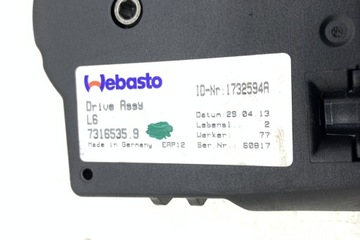 Webasto
ID-Nr.1732594A
Drive Assy
L6
7316535.9
Made in Germany EAP12
Datum:29.04.13
Lebensl.: 2
Werker: 77
Ser.Nr: 60817